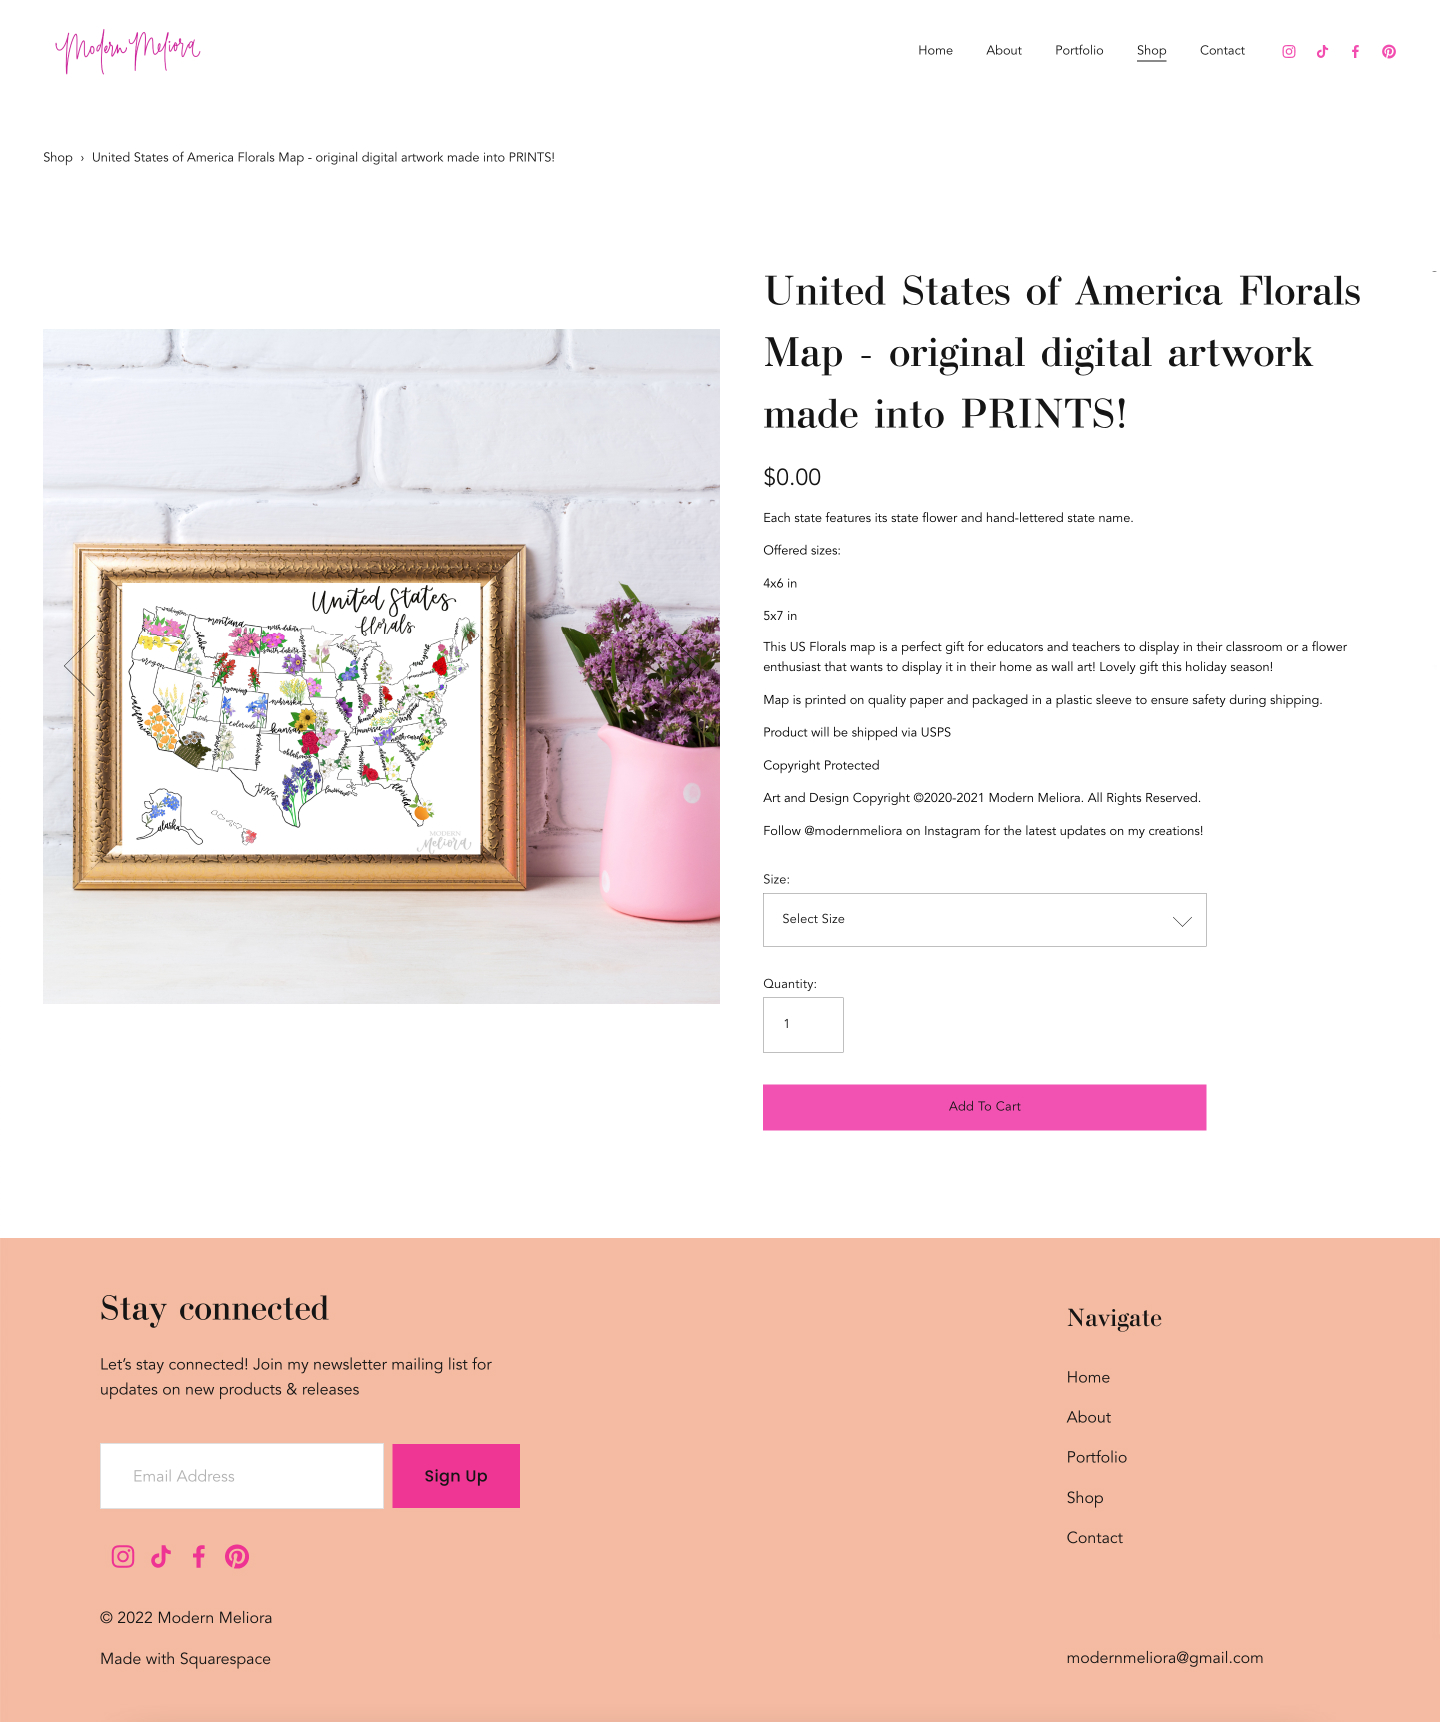 Modern Meliora
Home About Portfolio Shop Contact
Shop › United States of America Florals Map - original digital artwork made into PRINTS!
United States of America Florals
Map - original digital artwork
made into PRINTS!
$0.00
Each state features its state flower and hand-lettered state name.
Offered sizes:
4x6 in
5x7 in
This US Florals map is a perfect gift for educators and teachers to display in their classroom or a flower
enthusiast that wants to display it in their home as wall art! Lovely gift this holiday season!
Map is printed on quality paper and packaged in a plastic sleeve to ensure safety during shipping.
Product will be shipped via USPS
Copyright Protected
Art and Design Copyright ©2020-2021 Modern Meliora. All Rights Reserved.
Follow @modernmeliora on Instagram for the latest updates on my creations!
Size:
Select Size
Quantity:
1
Add To Cart
United States
florals
washington
montana
north dakota
south dakota
idaho
oregon
wyoming
nebraska
california
utah
colorado
kansas
oklahoma
texas
tennessee
louisiana
florida
alaska
MODERN
Meliora
Stay connected
Let's stay connected! Join my newsletter mailing list for
updates on new products & releases
Email Address
Sign Up
© 2022 Modern Meliora
Made with Squarespace
Navigate
Home
About
Portfolio
Shop
Contact
modernmeliora@gmail.com